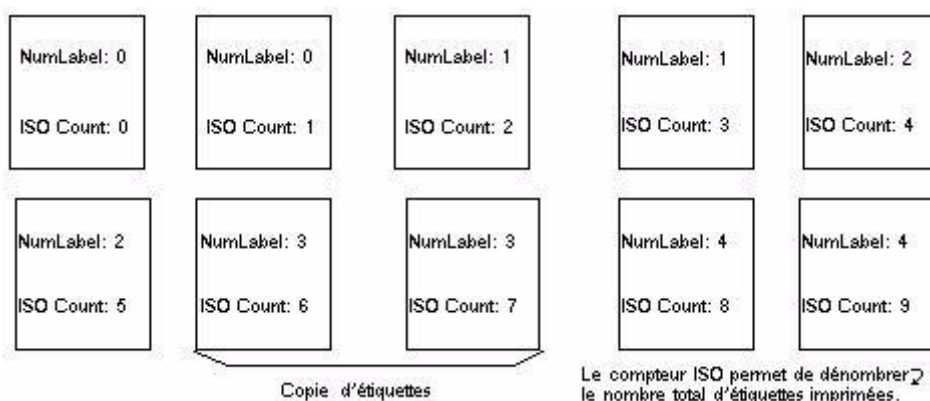 NumLabel: 0
NumLabel: 0
NumLabel: 1
NumLabel: 1
NumLabel: 2
ISO Count: 0
ISO Count: 1
ISO Count: 2
ISO Count: 3
ISO Count: 4
NumLabel: 2
NumLabel: 3
NumLabel: 3
NumLabel: 4
NumLabel: 4
ISO Count: 5
ISO Count: 6
ISO Count: 7
ISO Count: 8
ISO Count: 9
Copie d'étiquettes
Le compteur ISO permet de dénombrer
le nombre total d'étiquettes imprimées.